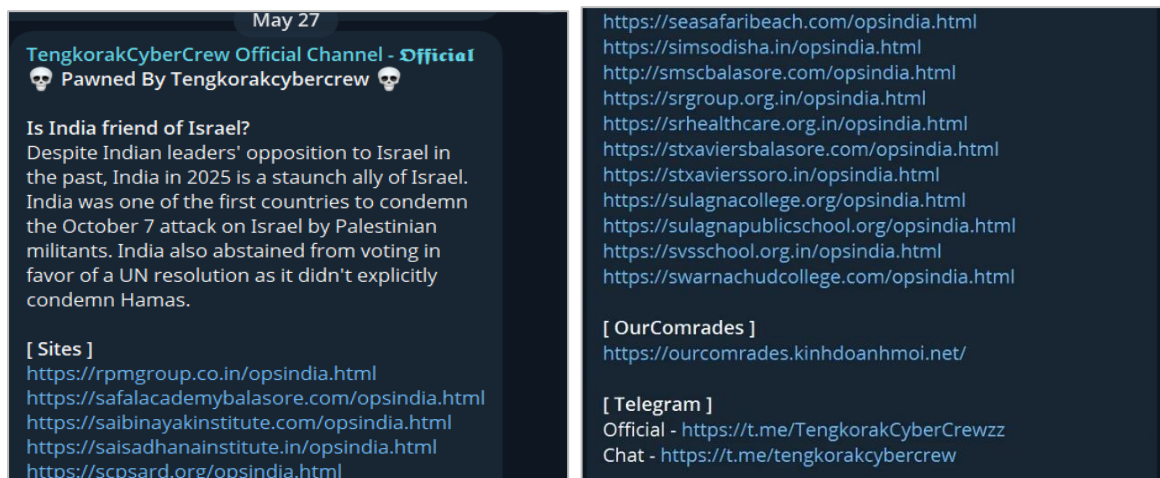 May 27
TengkorakCyberCrew Official Channel - 𝕺𝖋𝖋𝖎𝖈𝖎𝖆𝖑
💀 Pawned By Tengkorakcybercrew 💀
Is India friend of Israel?
Despite Indian leaders' opposition to Israel in
the past, India in 2025 is a staunch ally of Israel.
India was one of the first countries to condemn
the October 7 attack on Israel by Palestinian
militants. India also abstained from voting in
favor of a UN resolution as it didn't explicitly
condemn Hamas.
[ Sites ]
https://rpmgroup.co.in/opsindia.html
https://safalacademybalasore.com/opsindia.html
https://saibinayakinstitute.com/opsindia.html
https://saisadhanainstitute.in/opsindia.html
https://scpsard.org/opsindia.html
https://seasafaribeach.com/opsindia.html
https://simsodisha.in/opsindia.html
http://smscbalasore.com/opsindia.html
https://srgroup.org.in/opsindia.html
https://srhealthcare.org.in/opsindia.html
https://stxaviersbalasore.com/opsindia.html
https://stxavierssoro.in/opsindia.html
https://sulagnacollege.org/opsindia.html
https://sulagnapublicschool.org/opsindia.html
https://svsschool.org.in/opsindia.html
https://swarnachudcollege.com/opsindia.html
[ OurComrades ]
https://ourcomrades.kinhdoanhmoi.net/
[ Telegram ]
Official - https://t.me/TengkorakCyberCrewzz
Chat - https://t.me/tengkorakcybercrew